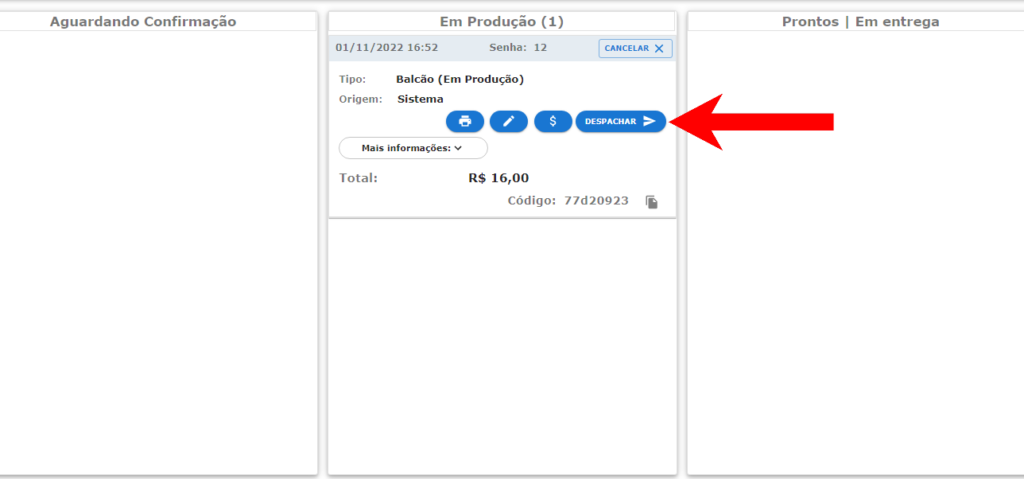 Aguardando Confirmação
Em Produção (1)
Prontos | Em entrega
01/11/2022 16:52 Senha: 12 CANCELAR
Tipo: Balcão (Em Produção)
Origem: Sistema
$ DESPACHAR
Mais informações:
Total: R$ 16,00
Código: 77d20923